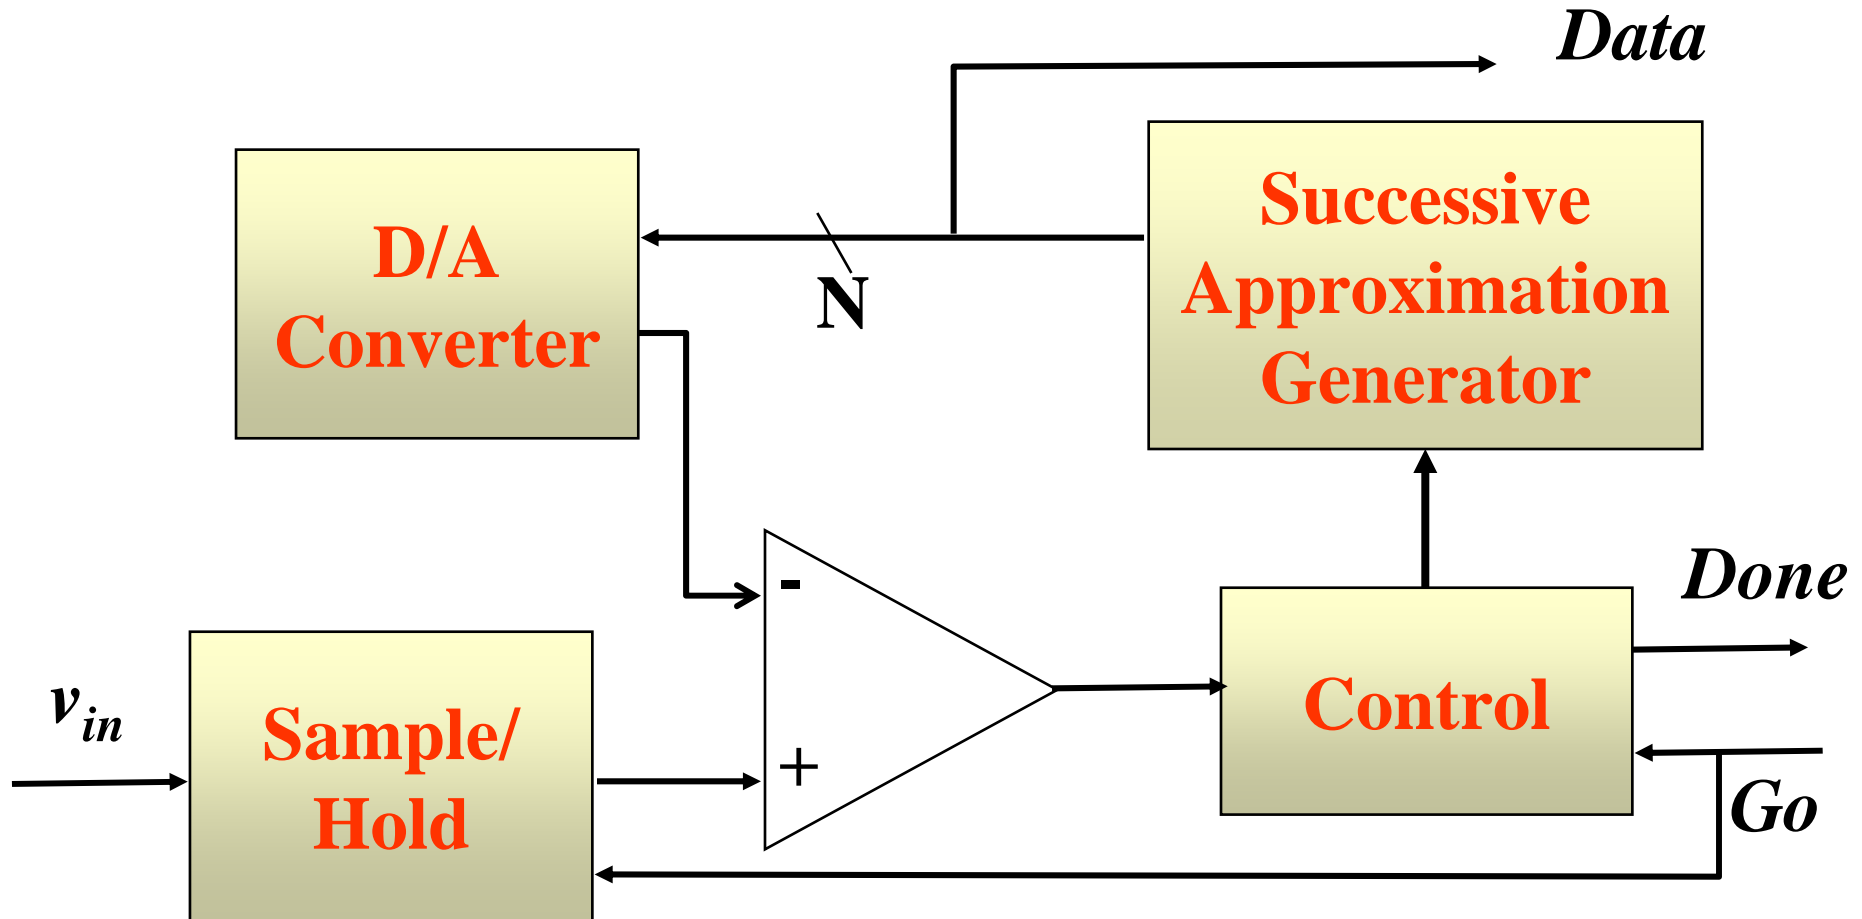 Data
D/A
Converter
N
Successive
Approximation
Generator
-
+
v_in
Sample/
Hold
Control
Done
Go